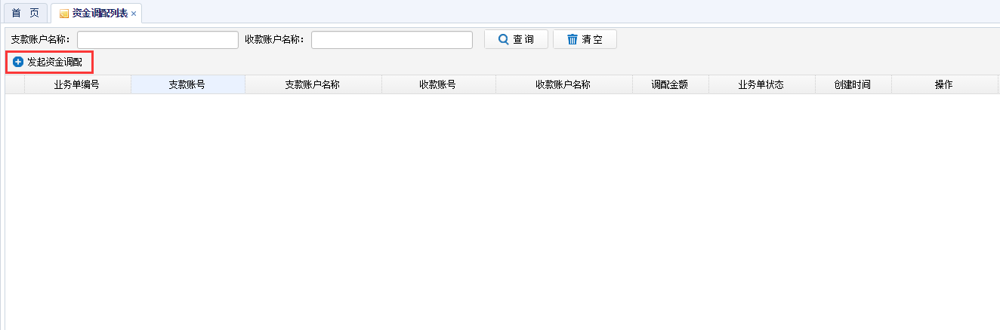 首 页 资金调配列表 ×
支款账户名称： 收款账户名称： 查 询 清 空
发起资金调配
业务单编号 支款账号 支款账户名称 收款账号 收款账户名称 调配金额 业务单状态 创建时间 操作